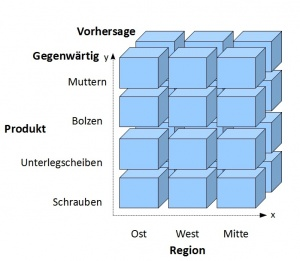 Vorhersage
Gegenwärtig
y
Muttern
Bolzen
Produkt
Unterlegscheiben
Schrauben
x
Ost West Mitte
Region